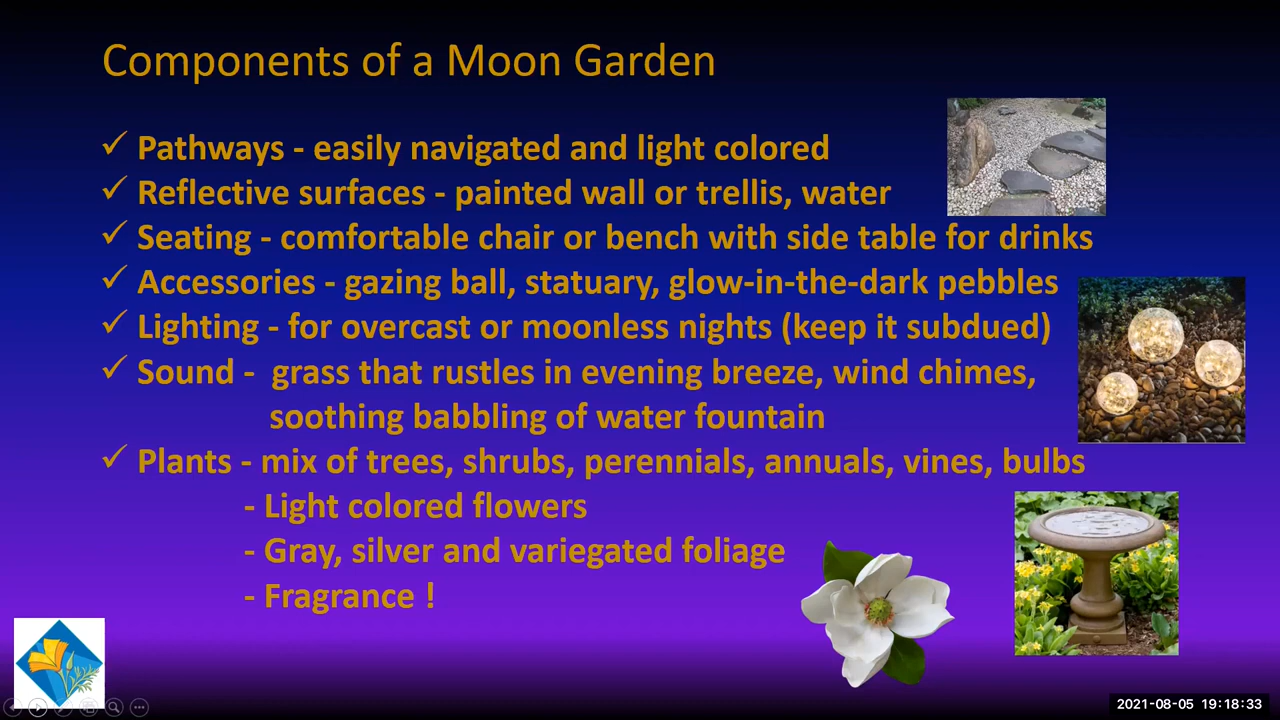 Components of a Moon Garden
✓ Pathways - easily navigated and light colored
✓ Reflective surfaces - painted wall or trellis, water
✓ Seating - comfortable chair or bench with side table for drinks
✓ Accessories - gazing ball, statuary, glow-in-the-dark pebbles
✓ Lighting - for overcast or moonless nights (keep it subdued)
✓ Sound - grass that rustles in evening breeze, wind chimes,
soothing babbling of water fountain
✓ Plants - mix of trees, shrubs, perennials, annuals, vines, bulbs
- Light colored flowers
- Gray, silver and variegated foliage
- Fragrance !
2021-08-05 19:18:33